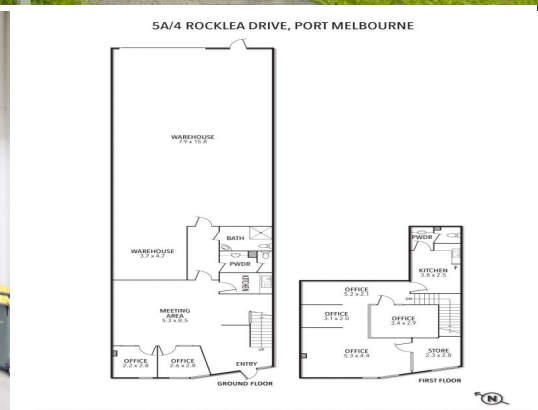 5A/4 ROCKLEA DRIVE, PORT MELBOURNE
WAREHOUSE
7.9 x 15.8
WAREHOUSE
3.7 x 4.7
BATH
PWDR
KITCHEN
MEETING
AREA
5.3 x 8.5
OFFICE
2.2 x 2.8
OFFICE
2.6 x 2.8
ENTRY
GROUND FLOOR
PWDR
KITCHEN
3.8 x 2.5
F
OFFICE
5.2 x 2.1
OFFICE
3.1 x 2.0
OFFICE
3.4 x 2.9
OFFICE
5.3 x 4.4
STORE
2.3 x 2.8
FIRST FLOOR
N